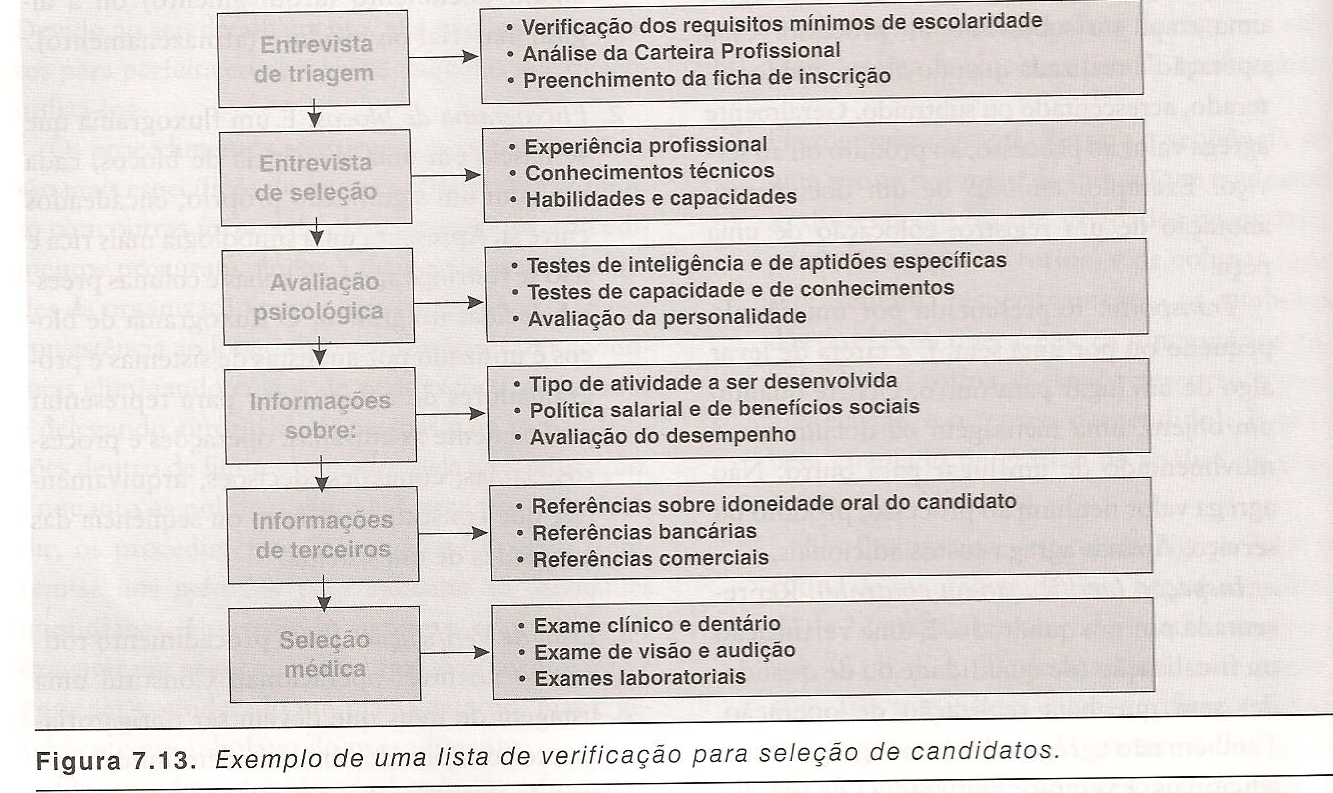 Entrevista
de triagem
• Verificação dos requisitos mínimos de escolaridade
• Análise da Carteira Profissional
• Preenchimento da ficha de inscrição
Entrevista
de seleção
• Experiência profissional
• Conhecimentos técnicos
• Habilidades e capacidades
Avaliação
psicológica
• Testes de inteligência e de aptidões específicas
• Testes de capacidade e de conhecimentos
• Avaliação da personalidade
Informações
sobre:
• Tipo de atividade a ser desenvolvida
• Política salarial e de benefícios sociais
• Avaliação do desempenho
Informações
de terceiros
• Referências sobre idoneidade oral do candidato
• Referências bancárias
• Referências comerciais
Seleção
médica
• Exame clínico e dentário
• Exame de visão e audição
• Exames laboratoriais
Figura 7.13. Exemplo de uma lista de verificação para seleção de candidatos.